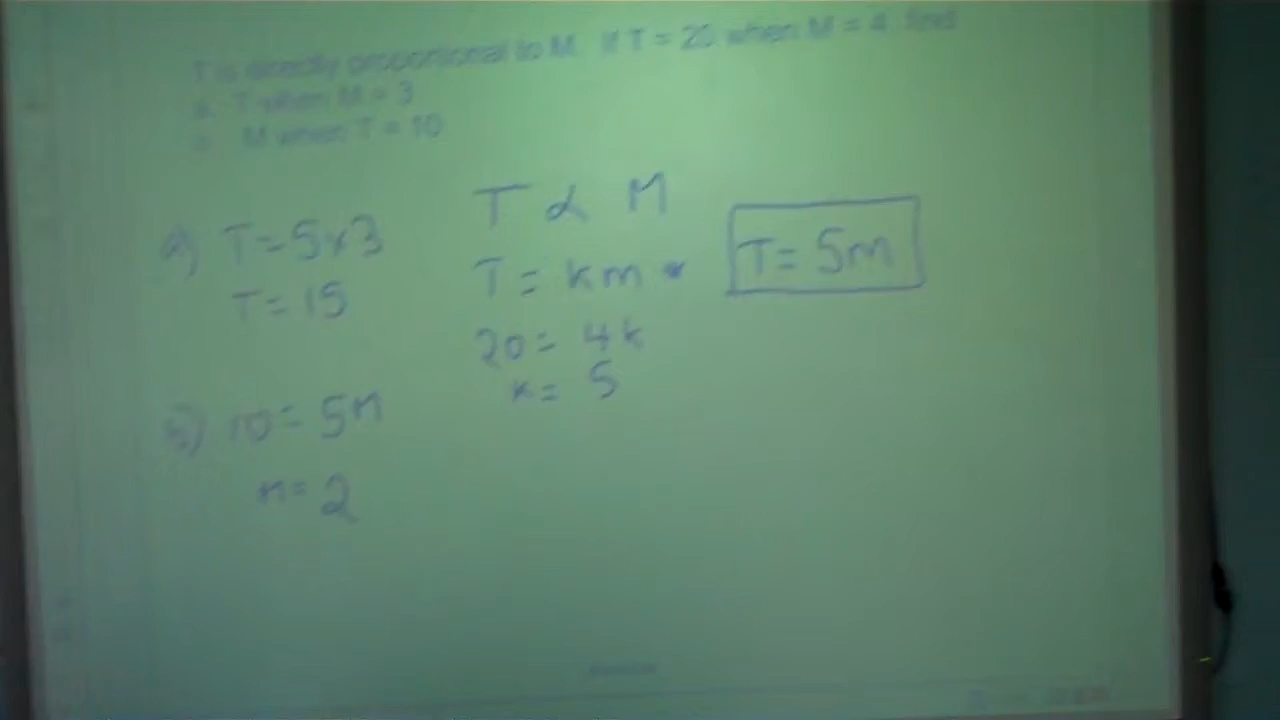 T is directly proportional to M. If T = 20 when M = 4 find
T when M = 3
M when T = 10
T ∝ M
a) T = 5x3
T = km *
T = 5m
T = 15
20 = 4k
k = 5
b) 10 = 5M
M = 2